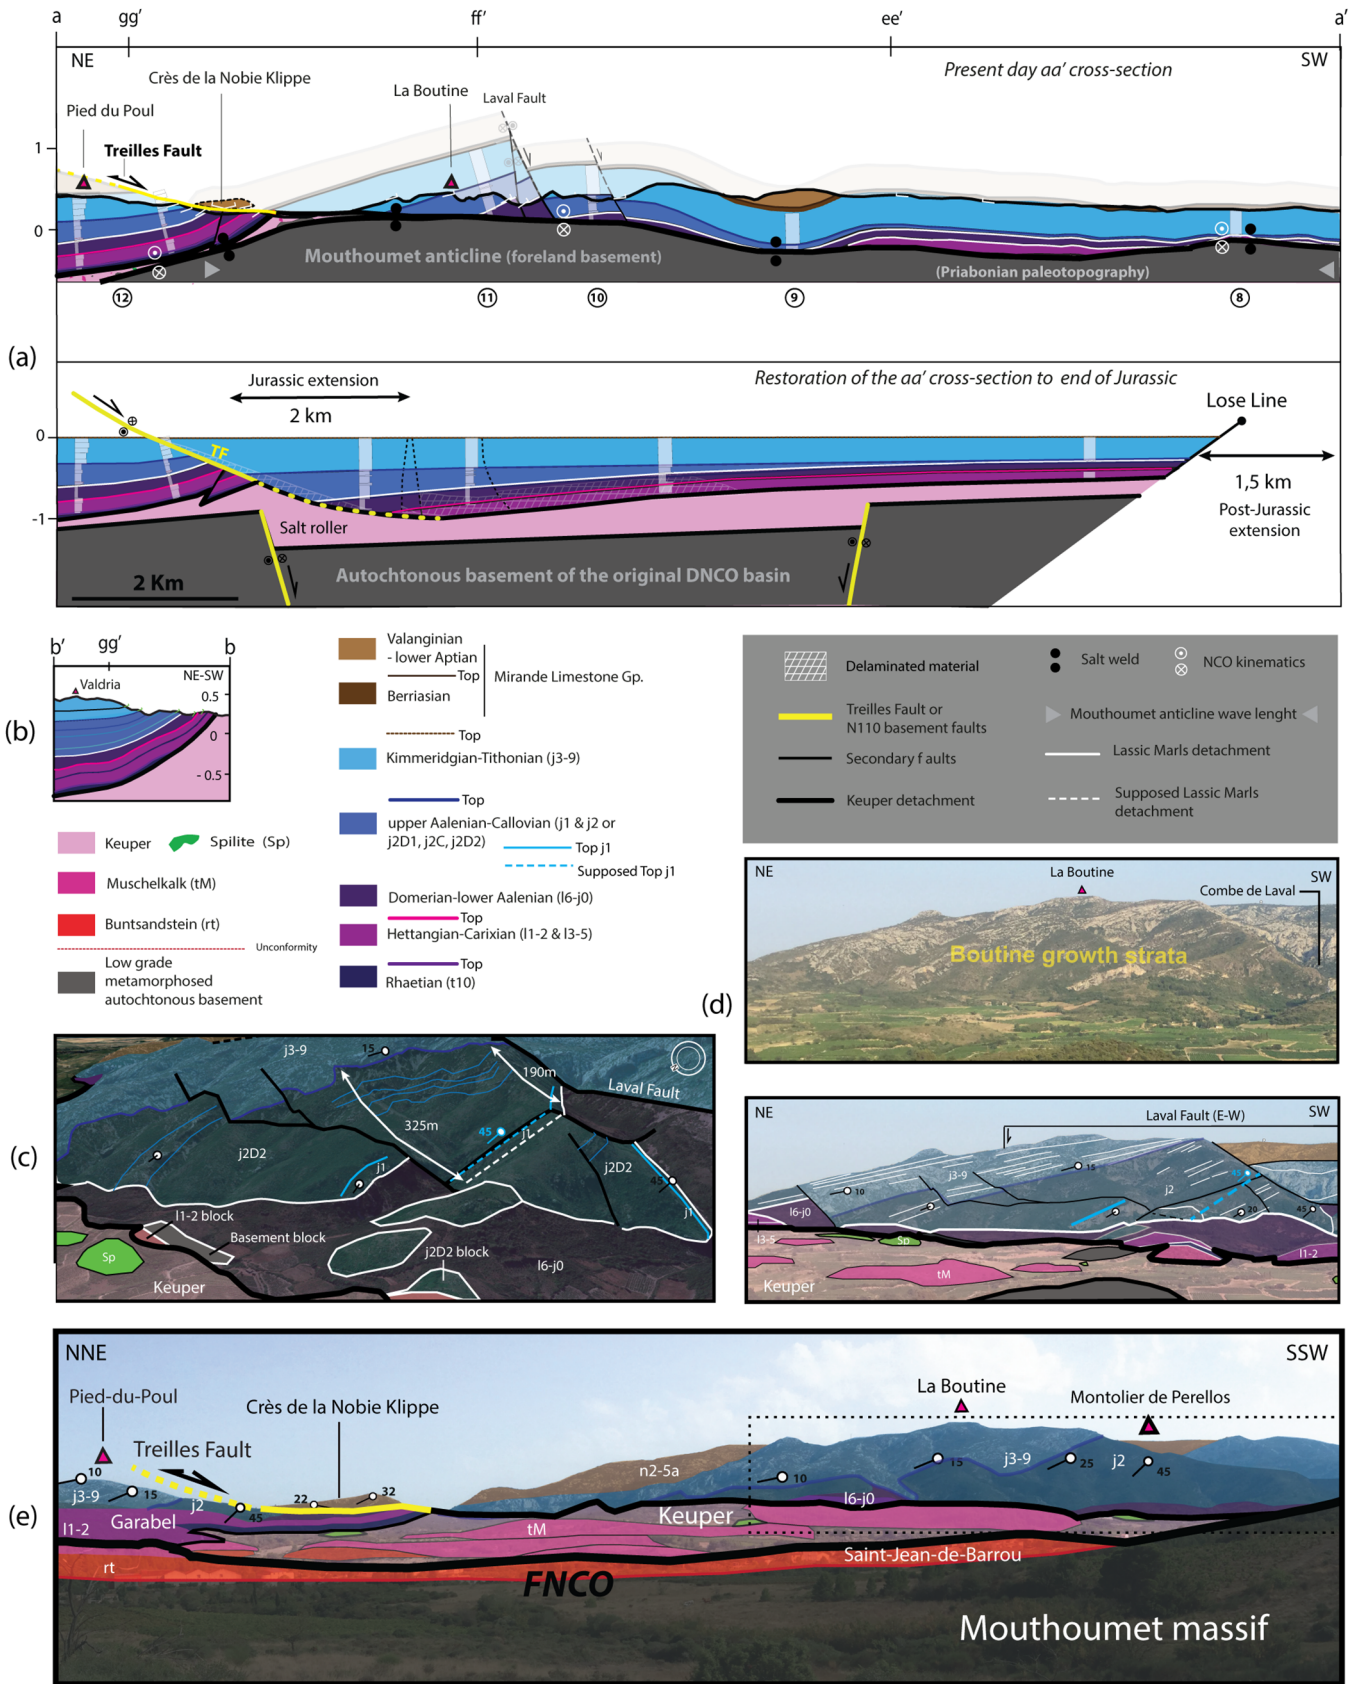 a gg' ff' ee' a'
NE SW
Present day aa' cross-section
Crès de la Nobie Klippe
La Boutine
Laval Fault
Pied du Poul
Treilles Fault
1
0
Mouthoumet anticline (foreland basement)
(Priabonian paleotopography)
12 11 10 9 8
(a)
Jurassic extension
2 km
Restoration of the aa' cross-section to end of Jurassic
Lose Line
0
TF
1,5 km
Post-Jurassic
extension
-1
Salt roller
Autochtonous basement of the original DNCO basin
2 Km
b' gg' b
NE-SW
Valdria
0.5
0
- 0.5
(b)
Keuper
Spilite (Sp)
Muschelkalk (tM)
Buntsandstein (rt)
Unconformity
Low grade
metamorphosed
autochtonous basement
Valanginian
- lower Aptian
Top
Berriasian
Mirande Limestone Gp.
Top
Kimmeridgian-Tithonian (j3-9)
Top
upper Aalenian-Callovian (j1 & j2 or
j2D1, j2C, j2D2)
Top j1
Supposed Top j1
Domerian-lower Aalenian (l6-j0)
Top
Hettangian-Carixian (l1-2 & l3-5)
Top
Rhaetian (t10)
Delaminated material
Salt weld
NCO kinematics
Treilles Fault or
N110 basement faults
Mouthoumet anticline wave lenght
Secondary f aults
Lassic Marls detachment
Keuper detachment
Supposed Lassic Marls
detachment
(d)
NE
La Boutine
SW
Combe de Laval
Boutine growth strata
(c)
j3-9
15
190m
Laval Fault
325m
45
j1
j2D2
j2D2
j1
45
j1
l1-2 block
Basement block
j2D2 block
Sp
l6-j0
Keuper
NE
Laval Fault (E-W)
SW
j3-9
15
10
j2
45
l6-j0
20
45
l3-5
Sp
l1-2
tM
Keuper
(e)
NNE
SSW
Pied-du-Poul
La Boutine
Crès de la Nobie Klippe
Montolier de Perellos
Treilles Fault
10
j3-9
15
j2
45
22
32
n2-5a
10
15
j3-9
25
j2
45
l6-j0
l1-2
Garabel
Keuper
tM
rt
Saint-Jean-de-Barrou
FNCO
Mouthoumet massif